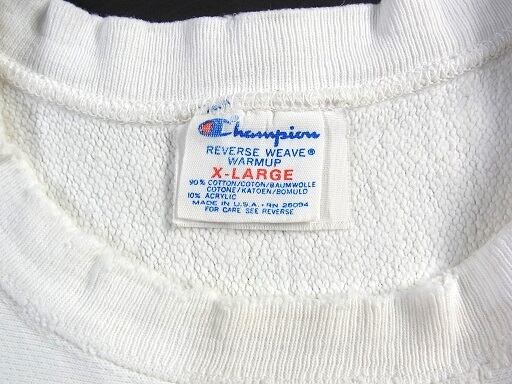 Champion
REVERSE WEAVE®
WARMUP
X-LARGE
90% COTTON/COTON/BAUMWOLLE
COTONE/KATOEN/BOMULD
10% ACRYLIC
MADE IN U.S.A. · RN 26094
FOR CARE SEE REVERSE